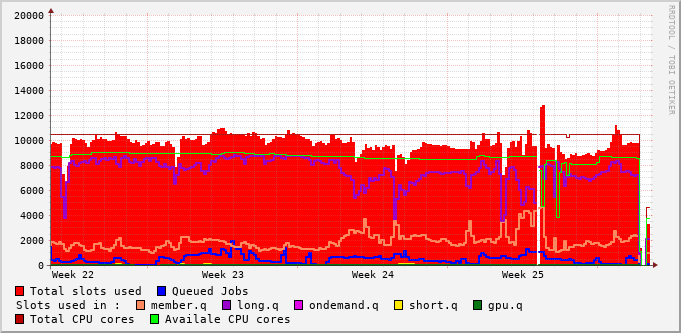 20000
18000
16000
14000
12000
10000
8000
6000
4000
2000
0
Week 22 Week 23 Week 24 Week 25
Total slots used Queued Jobs
Slots used in : member.q long.q ondemand.q short.q gpu.q
Total CPU cores Availale CPU cores
RRDTOOL / TOBI OETIKER